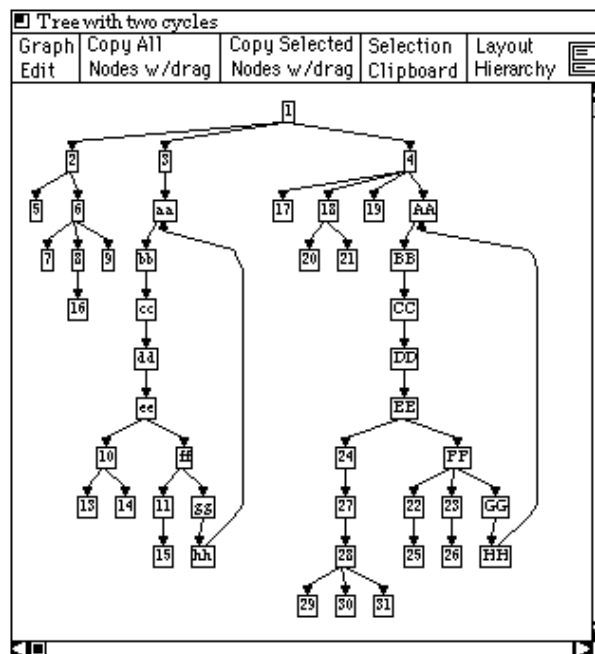 Tree with two cycles
Graph Copy All Copy Selected Selection Layout
Edit Nodes w/drag Nodes w/drag Clipboard Hierarchy
1
2 3 4
5 6 aa 17 18 19 AA
7 8 9 bb 20 21 BB
16 cc CC
dd DD
ee EE
10 ff 24 FF
13 14 11 gg 27 22 23 GG
15 hh 28 25 26 HH
29 30 31